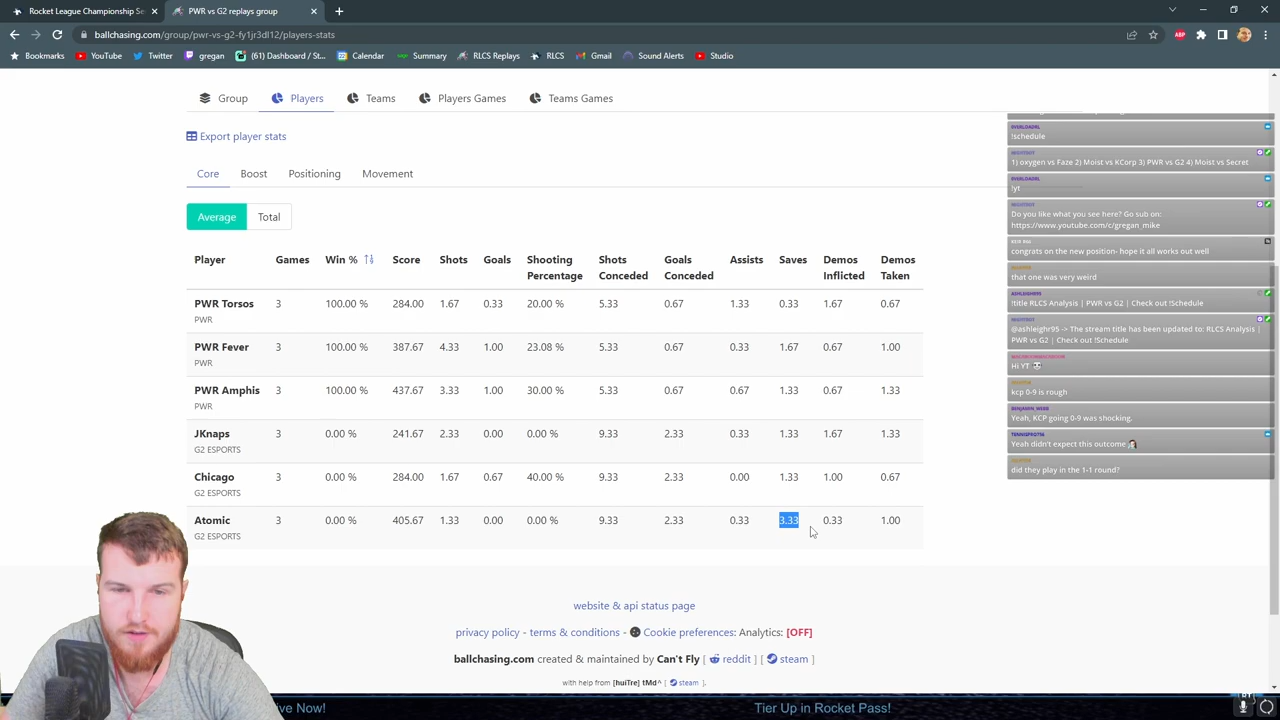 Rocket League Championship Se
PWR vs G2 replays group
ballchasing.com/group/pwr-vs-g2-fy1jr3dl12/players-stats
Bookmarks YouTube Twitter gregan (61) Dashboard / St... Calendar Summary RLCS Replays RLCS Gmail Sound Alerts Studio
Group Players Teams Players Games Teams Games
Export player stats
Core Boost Positioning Movement
Average Total
Player Games Win % Score Shots Goals Shooting Percentage Shots Conceded Goals Conceded Assists Saves Demos Inflicted Demos Taken
PWR Torsos 3 100.00 % 284.00 1.67 0.33 20.00 % 5.33 0.67 1.33 0.33 1.67 0.67
PWR
PWR Fever 3 100.00 % 387.67 4.33 1.00 23.08 % 5.33 0.67 0.33 1.67 0.67 1.00
PWR
PWR Amphis 3 100.00 % 437.67 3.33 1.00 30.00 % 5.33 0.67 0.67 1.33 0.67 1.33
PWR
JKnaps 3 0.00 % 241.67 2.33 0.00 0.00 % 9.33 2.33 0.33 1.33 1.67 1.33
G2 ESPORTS
Chicago 3 0.00 % 284.00 1.67 0.67 40.00 % 9.33 2.33 0.00 1.33 1.00 0.67
G2 ESPORTS
Atomic 3 0.00 % 405.67 1.33 0.00 0.00 % 9.33 2.33 0.33 3.33 0.33 1.00
G2 ESPORTS
website & api status page
privacy policy - terms & conditions - Cookie preferences: Analytics: [OFF]
ballchasing.com created & maintained by Can't Fly [ reddit ] [ steam ]
with help from [huiTre] tMd^ [ steam ].
OVERLOADRL
!schedule
1) oxygen vs Faze 2) Moist vs KCorp 3) PWR vs G2 4) Moist vs Secret
OVERLOADRL
!yt
Do you like what you see here? Go sub on:
https://www.youtube.com/c/gregan_mike
congrats on the new position- hope it all works out well
that one was very weird
ASHLEIGHR95
!title RLCS Analysis | PWR vs G2 | Check out !Schedule
@ashleighr95 -> The stream title has been updated to: RLCS Analysis |
PWR vs G2 | Check out !Schedule
Hi YT
kcp 0-9 is rough
BENJAMIN_WEBB
Yeah, KCP going 0-9 was shocking.
Yeah didn't expect this outcome
did they play in the 1-1 round?
ive Now!
Tier Up in Rocket Pass!